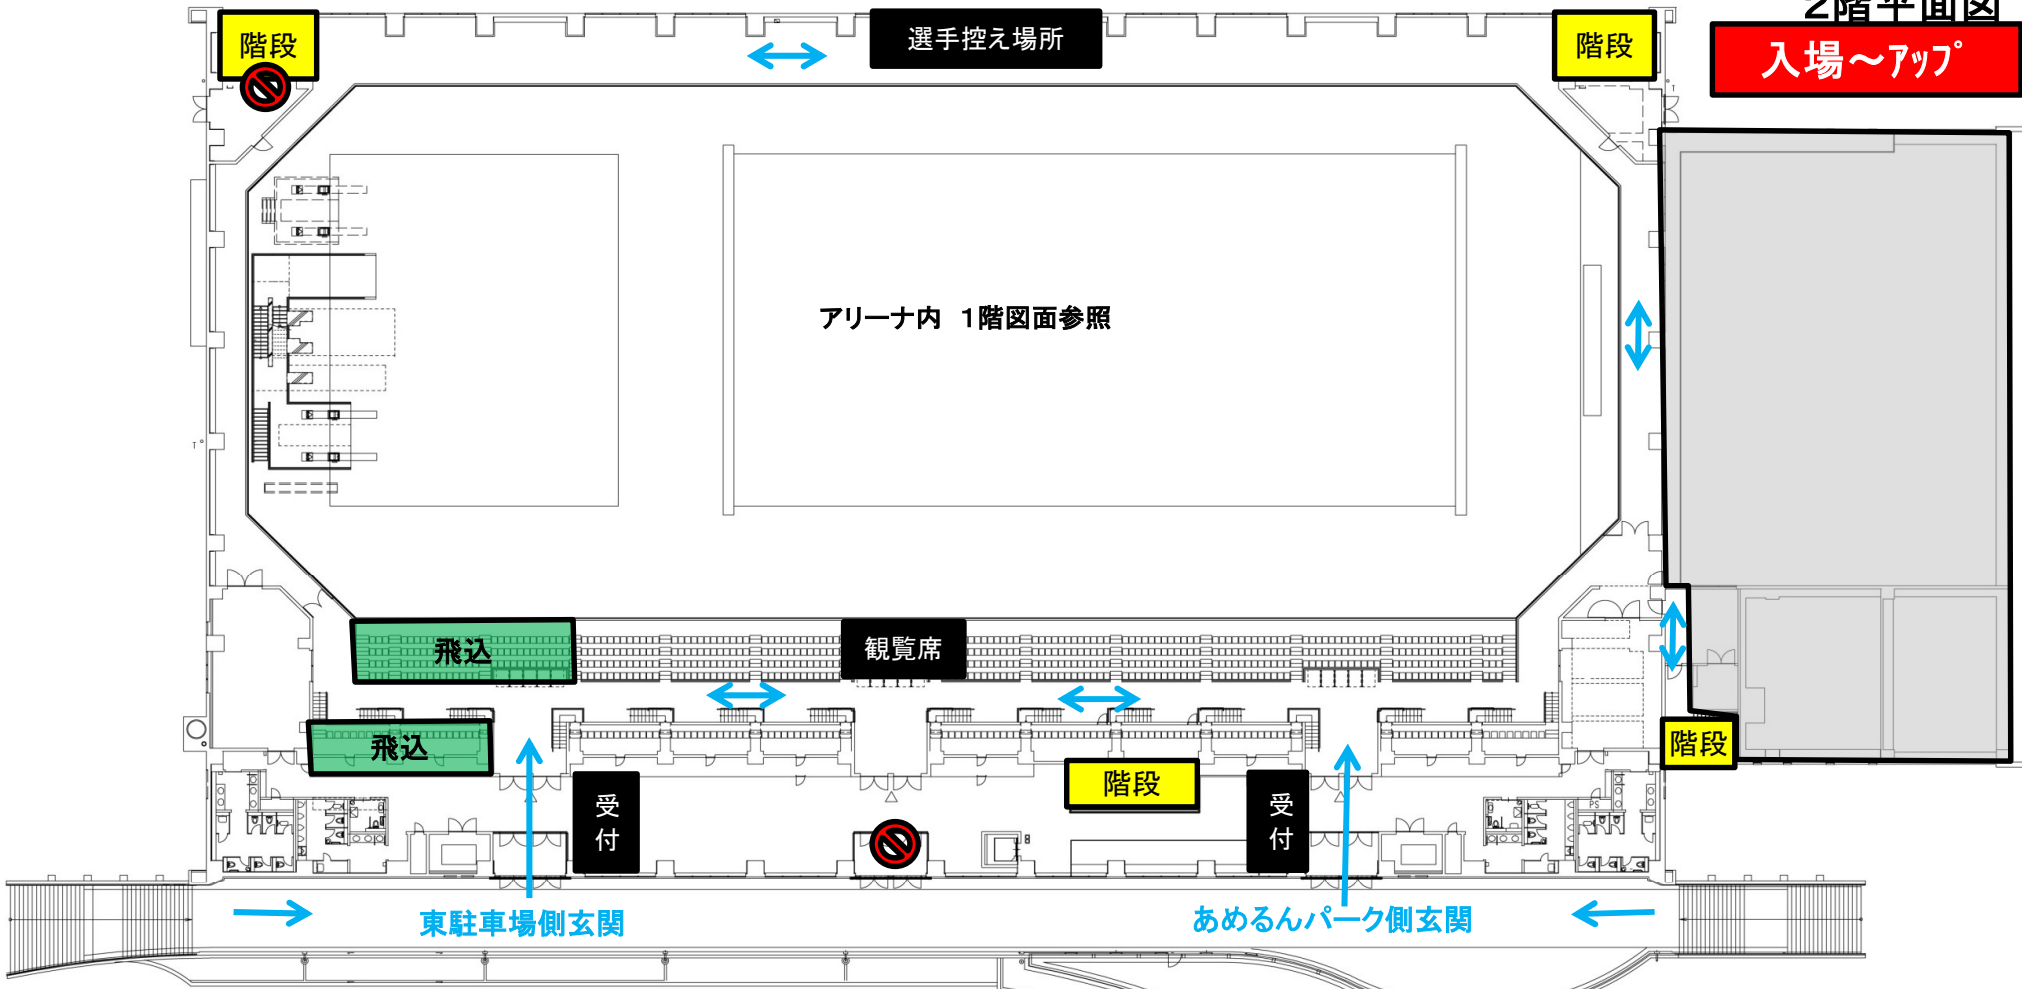 2階平面図
入場～アップ
階段
選手控え場所
階段
アリーナ内 1階図面参照
飛込
観覧席
飛込
階段
階段
受付
受付
PS
東駐車場側玄関
あめるんパーク側玄関